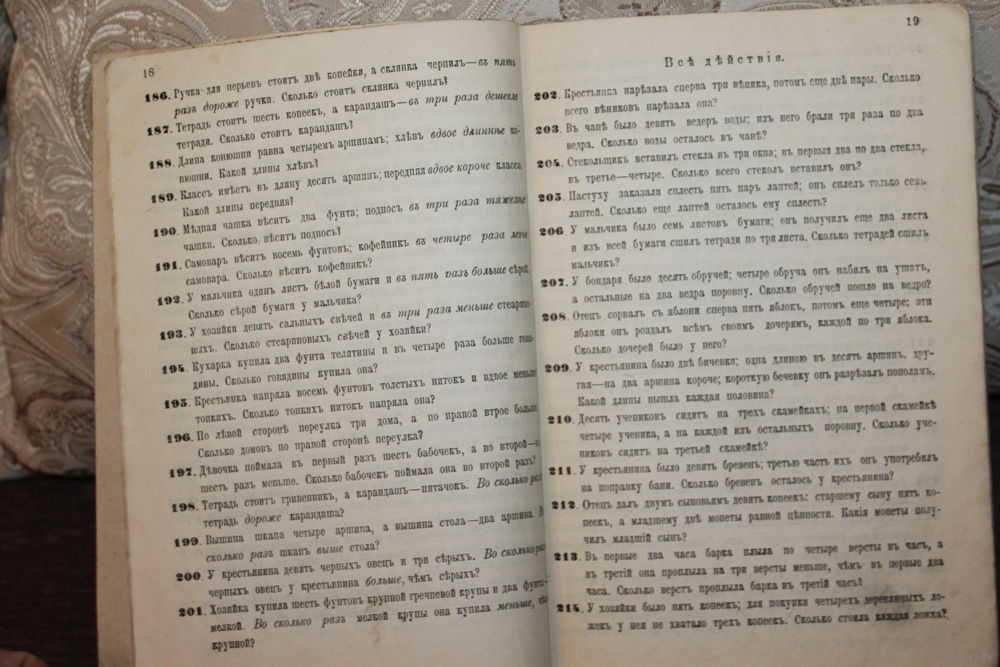 18
186. Ручка для перьевъ стоитъ двѣ копейки, а склянка чернилъ—въ пять
разъ дороже ручки. Сколько стоитъ склянка чернилъ?
187. Тетрадь стоитъ шесть копеекъ, а карандашъ—въ три раза дешевле
тетради. Сколько стоитъ карандашъ?
188. Длина конюшни равна четыремъ аршинамъ; хлѣвъ вдвое длиннѣе ко-
нюшни. Какой длины хлѣвъ?
189. Классъ имѣетъ въ длину десять аршинъ; передняя вдвое короче класса.
Какой длины передняя?
190. Мѣдная чашка вѣситъ два фунта; подносъ въ три раза тяжелѣе
чашки. Сколько вѣситъ подносъ?
191. Самоваръ вѣситъ восемь фунтовъ; кофейникъ въ четыре раза легче
самовара. Сколько вѣситъ кофейникъ?
192. У мальчика одинъ листъ бѣлой бумаги и въ пять разъ больше сѣрой.
Сколько сѣрой бумаги у мальчика?
193. У хозяйки девять сальныхъ свѣчей и въ три раза меньше стеарино-
выхъ. Сколько стеариновыхъ свѣчей у хозяйки?
194. Кухарка купила два фунта телятины и въ четыре раза больше говя-
дины. Сколько говядины купила она?
195. Крестьянка напряла восемь фунтовъ толстыхъ нитокъ и вдвое меньше
тонкихъ. Сколько тонкихъ нитокъ напряла она?
196. По лѣвой сторонѣ переулка три дома, а по правой втрое больше.
Сколько домовъ по правой сторонѣ переулка?
197. Дѣвочка поймала въ первый разъ шесть бабочекъ, а во второй—въ
шесть разъ меньше. Сколько бабочекъ поймала она во второй разъ?
198. Тетрадь стоитъ гривенникъ, а карандашъ—пятачокъ. Во сколько разъ
тетрадь дороже карандаша?
199. Вышина шкапа четыре аршина, а вышина стола—два аршина. Во
сколько разъ шкапъ выше стола?
200. У крестьянина девять черныхъ овецъ и три сѣрыхъ. Во сколько разъ
черныхъ овецъ у крестьянина больше, чѣмъ сѣрыхъ?
201. Хозяйка купила шесть фунтовъ крупной гречневой крупы и два фунта
мелкой. Во сколько разъ мелкой крупы она купила меньше, чѣмъ
крупной?
19
Всѣ дѣйствія.
202. Крестьянка нарѣзала сперва три вѣника, потомъ еще двѣ пары. Сколько
всего вѣниковъ нарѣзала она?
203. Въ чанѣ было девять ведеръ воды; изъ него брали три раза по два
ведра. Сколько воды осталось въ чанѣ?
204. Стекольщикъ вставилъ стекла въ три окна; въ первыя два по два стекла,
въ третье—четыре. Сколько всего стеколъ вставилъ онъ?
205. Пастуху заказали сплесть пять паръ лаптей; онъ сплелъ только семь
лаптей. Сколько еще лаптей осталось ему сплесть?
206 У мальчика было семь листовъ бумаги; онъ получилъ еще два листа
и изъ всей бумаги сшилъ тетради по три листа. Сколько тетрадей сшилъ
мальчикъ?
207. У бондаря было десять обручей; четыре обруча онъ набилъ на ушатъ,
а остальные на два ведра поровну. Сколько обручей пошло на ведро?
208. Отецъ сорвалъ съ яблони сперва пять яблокъ, потомъ еще четыре; эти
яблоки онъ роздалъ всѣмъ своимъ дочерямъ, каждой по три яблока.
Сколько дочерей было у него?
209. У крестьянина было двѣ бичевки; одна длиною въ десять аршинъ, дру-
гая—на два аршина короче; короткую бечевку онъ разрѣзалъ пополамъ.
Какой длины вышла каждая половина?
210. Десять учениковъ сидятъ на трехъ скамейкахъ; на первой скамейкѣ
четыре ученика, а на каждой изъ остальныхъ поровну. Сколько уче-
никовъ сидитъ на третьей скамейкѣ?
211. У крестьянина было девять бревенъ; третью часть ихъ онъ употребилъ
на поправку бани. Сколько бревенъ осталось у крестьянина?
212. Отецъ далъ двумъ сыновьямъ девять копеекъ: старшему сыну пять ко-
пеекъ, а младшему двѣ монеты равной цѣнности. Какія монеты полу-
чилъ младшій сынъ?
213. Въ первые два часа барка плыла по четыре версты въ часъ, а
въ третій она проплыла на три версты меньше, чѣмъ въ первые два
часа. Сколько верстъ проплыла барка въ третій часъ?
214. У хозяйки было пять копеекъ; для покупки четырехъ деревянныхъ ло-
жекъ у нея не хватало трехъ копеекъ. Сколько стоила каждая ложка?